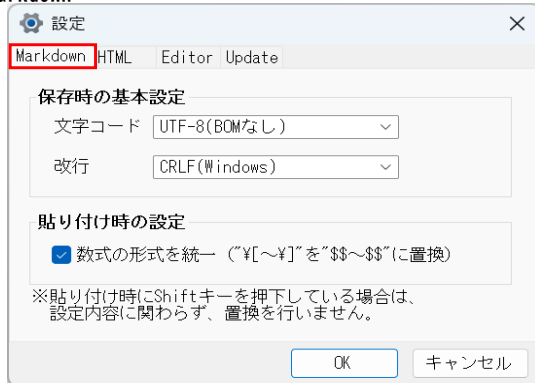 設定
Markdown HTML Editor Update
保存時の基本設定
文字コード UTF-8(BOMなし)
改行 CRLF(Windows)
貼り付け時の設定
数式の形式を統一 ("¥[～¥]"を"$$～$$"に置換)
※貼り付け時にShiftキーを押下している場合は、
設定内容に関わらず、置換を行いません。
OK キャンセル